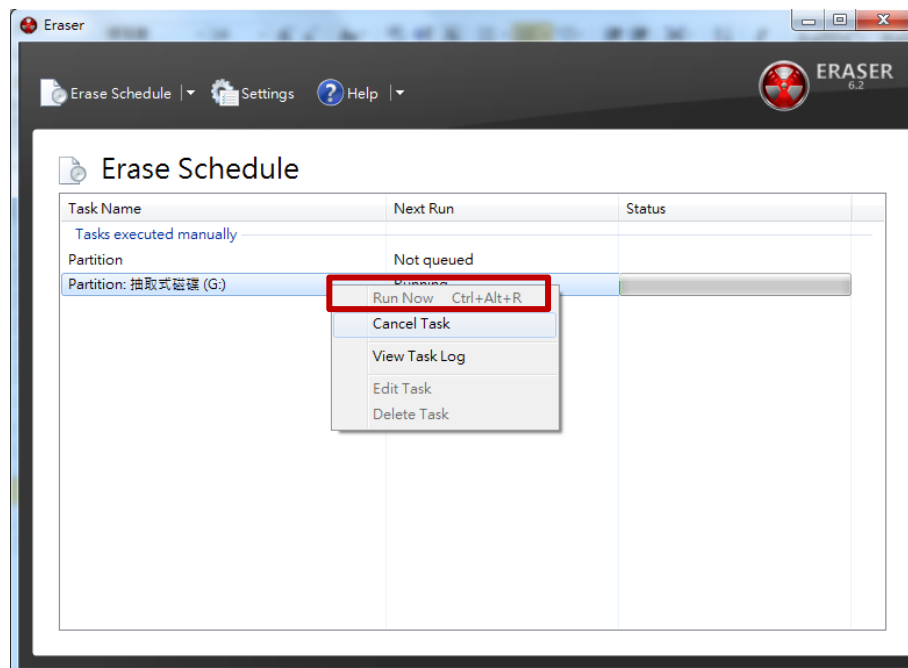 Eraser
Erase Schedule Settings Help
ERASER
6.2
Erase Schedule
Task Name Next Run Status
Tasks executed manually
Partition Not queued
Partition: 抽取式磁碟 (G:) Running
Run Now Ctrl+Alt+R
Cancel Task
View Task Log
Edit Task
Delete Task